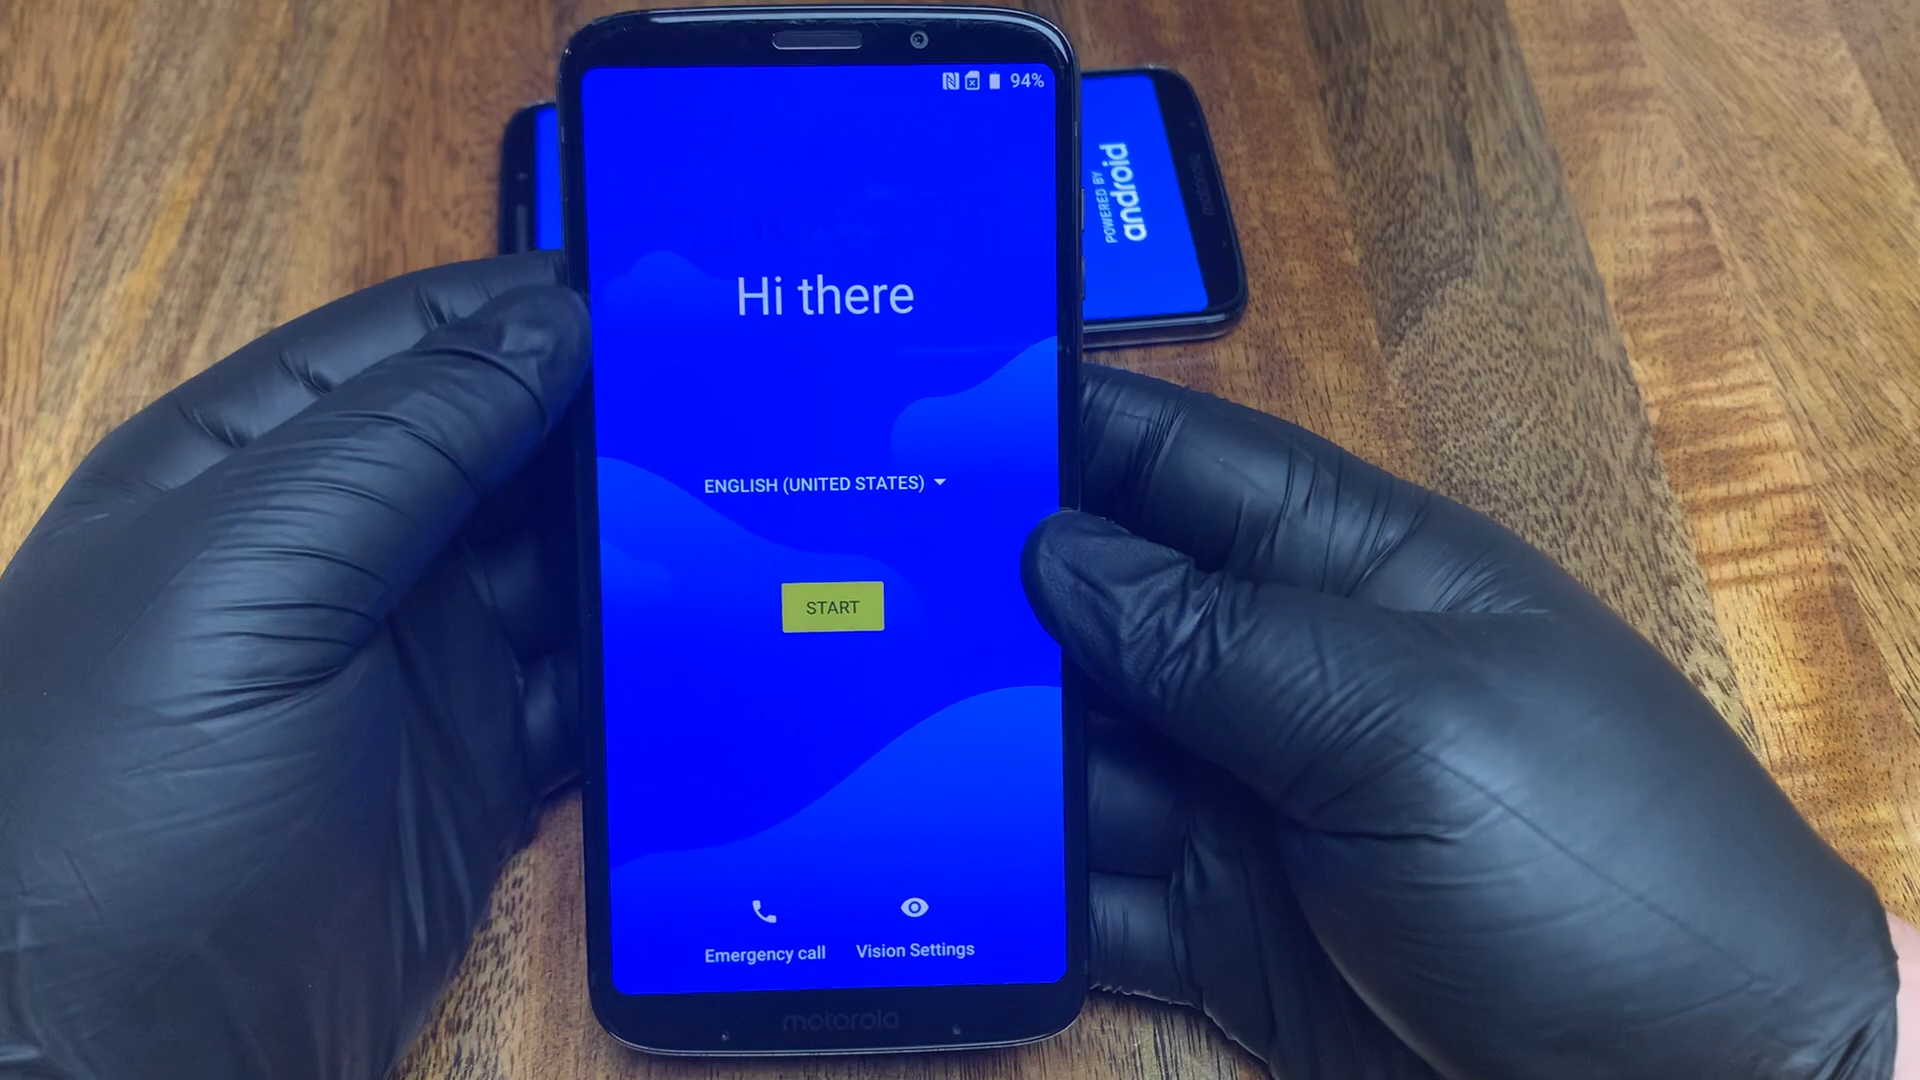 94%
Hi there
ENGLISH (UNITED STATES)
START
Emergency call
Vision Settings
motorola
POWERED BY
android